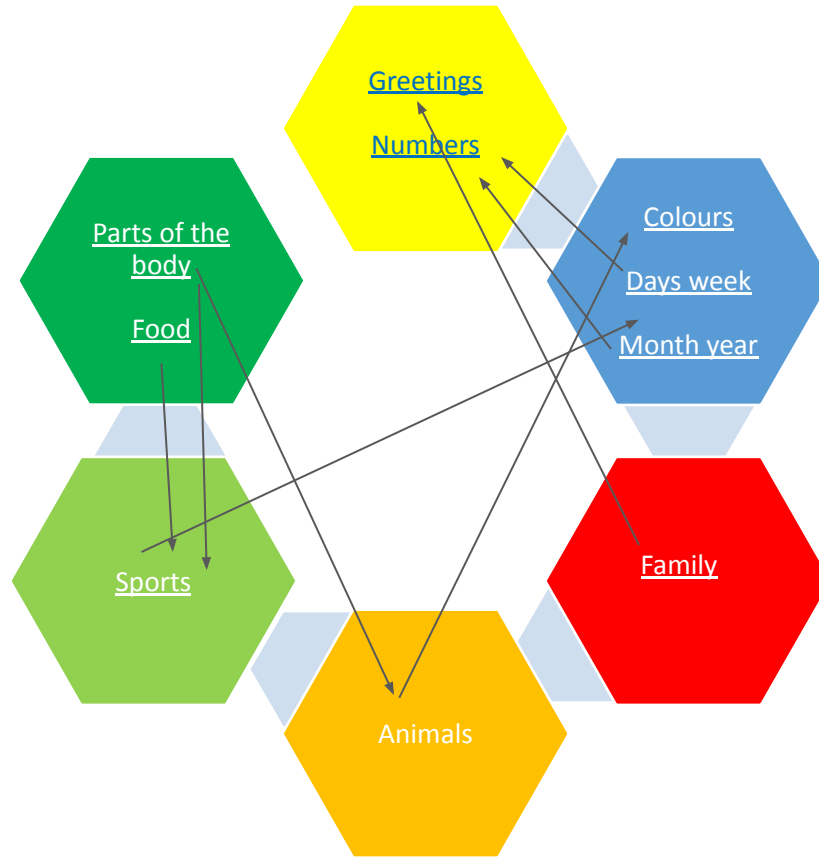 Greetings
Numbers
Colours
Days week
Month year
Family
Animals
Sports
Parts of the
body
Food